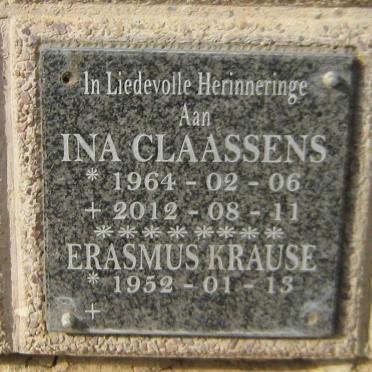 In Liedevolle Herinneringe
Aan
INA CLAASSENS
* 1964 - 02 - 06
+ 2012 - 08 - 11
********
ERASMUS KRAUSE
* 1952 - 01 - 13
+